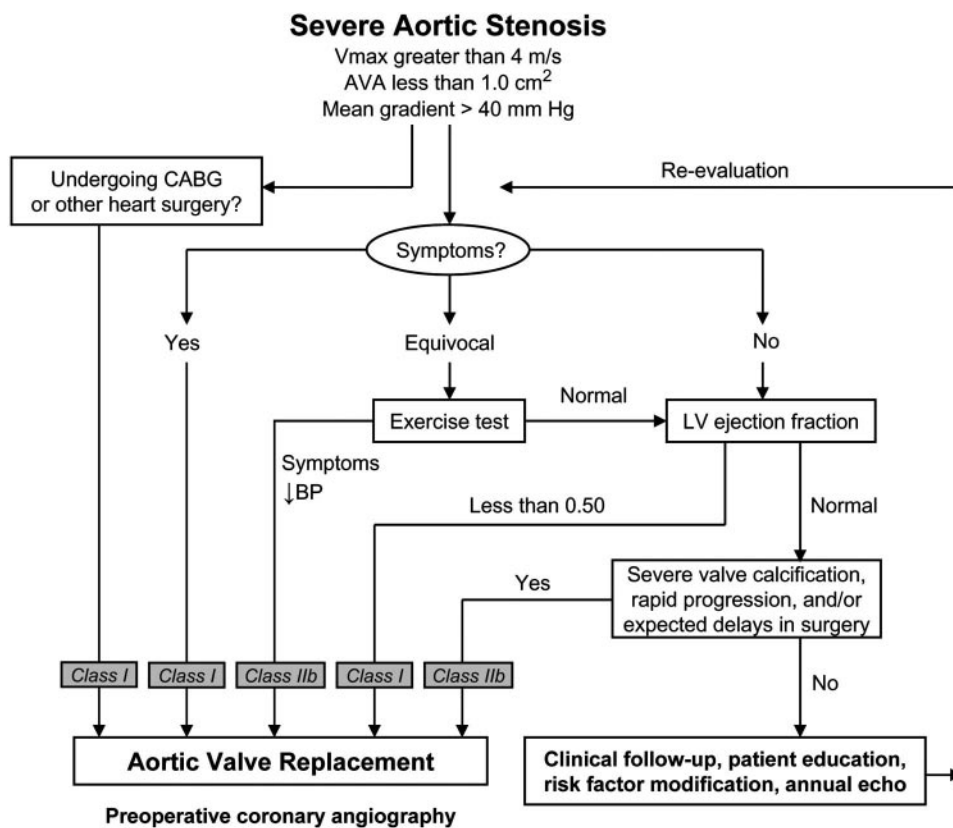 Severe Aortic Stenosis
Vmax greater than 4 m/s
AVA less than 1.0 cm²
Mean gradient > 40 mm Hg
Undergoing CABG
or other heart surgery?
Re-evaluation
Symptoms?
Yes
Equivocal
No
Exercise test
Normal
LV ejection fraction
Symptoms
↓BP
Less than 0.50
Normal
Yes
Severe valve calcification,
rapid progression, and/or
expected delays in surgery
Class I
Class I
Class IIb
Class I
Class IIb
No
Aortic Valve Replacement
Clinical follow-up, patient education,
risk factor modification, annual echo
Preoperative coronary angiography